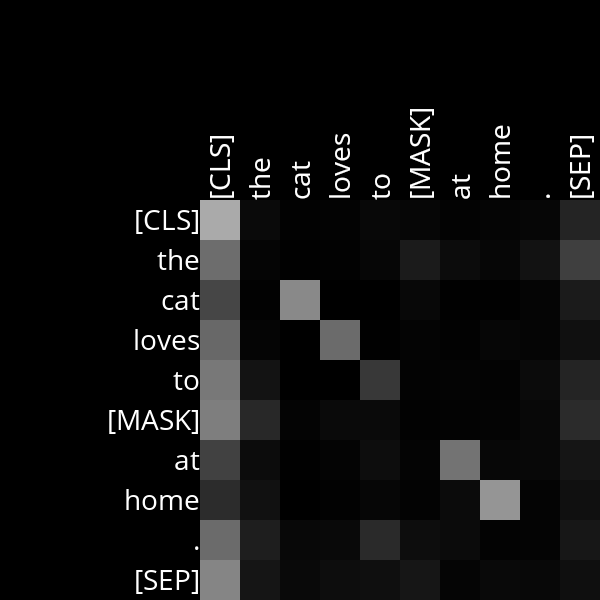 [CLS] the cat loves to [MASK] at home . [SEP]
[CLS]
the
cat
loves
to
[MASK]
at
home
.
[SEP]